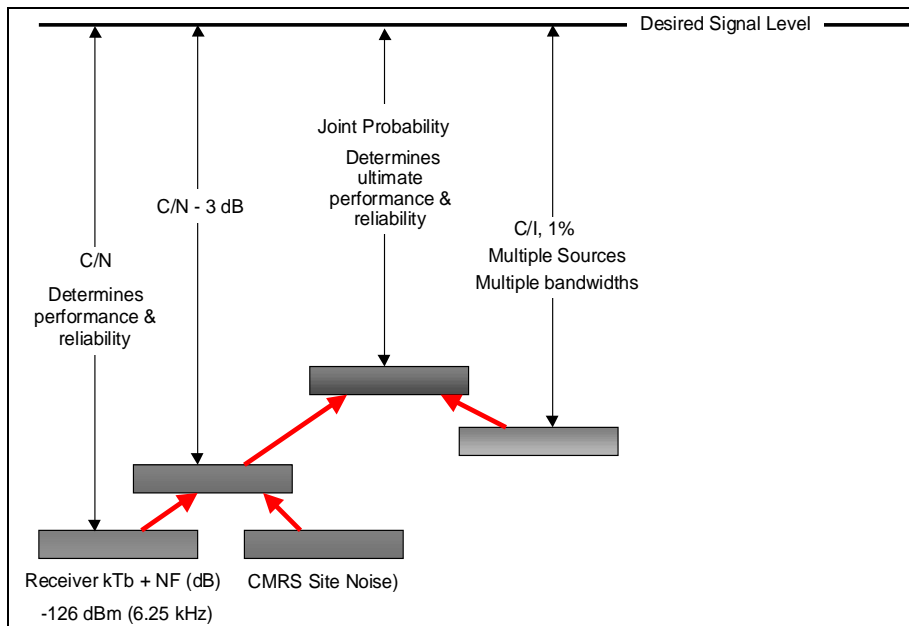 Desired Signal Level
Joint Probability
Determines
ultimate
performance &
reliability
C/N - 3 dB
C/I, 1%
Multiple Sources
Multiple bandwidths
C/N
Determines
performance &
reliability
Receiver kTb + NF (dB)
-126 dBm (6.25 kHz)
CMRS Site Noise)